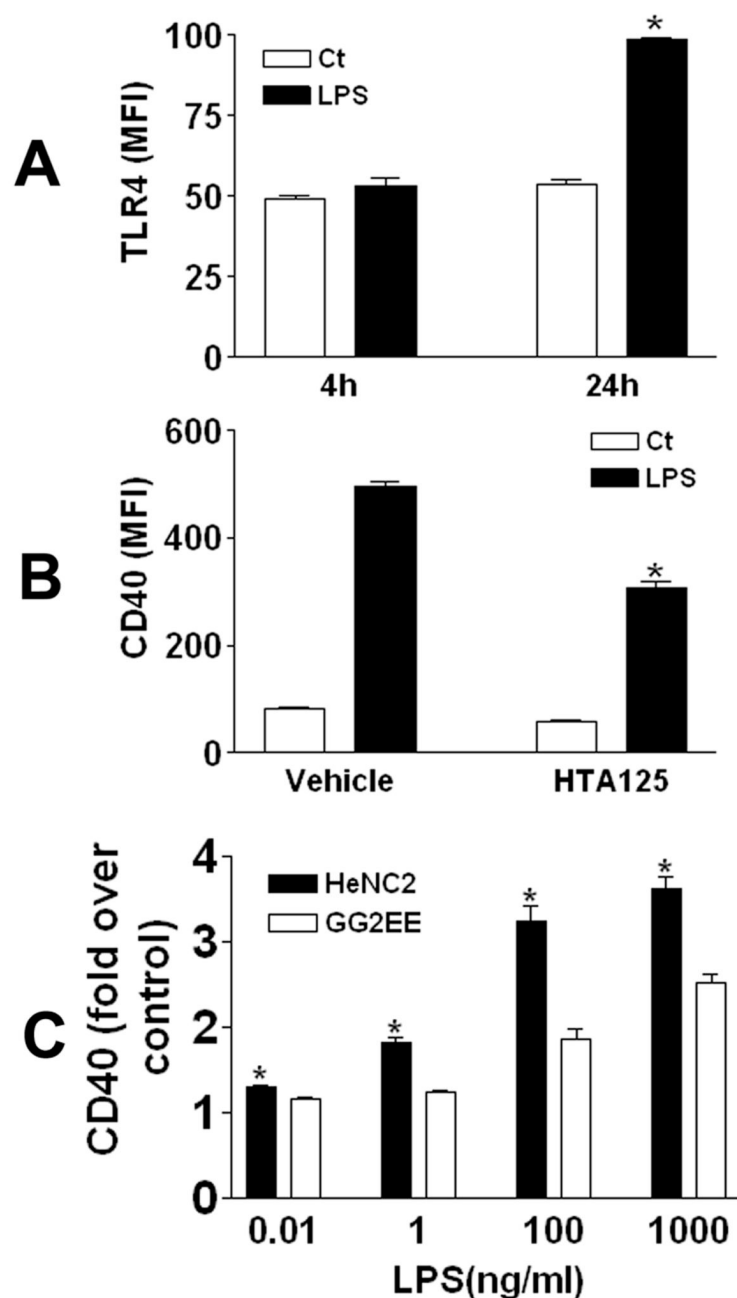 A
TLR4 (MFI)
100
75
50
25
0
Ct
LPS
*
4h 24h
B
CD40 (MFI)
600
400
200
0
Ct
LPS
*
Vehicle HTA125
C
CD40 (fold over
control)
4
3
2
1
0
HeNC2
GG2EE
* * * *
0.01 1 100 1000
LPS(ng/ml)